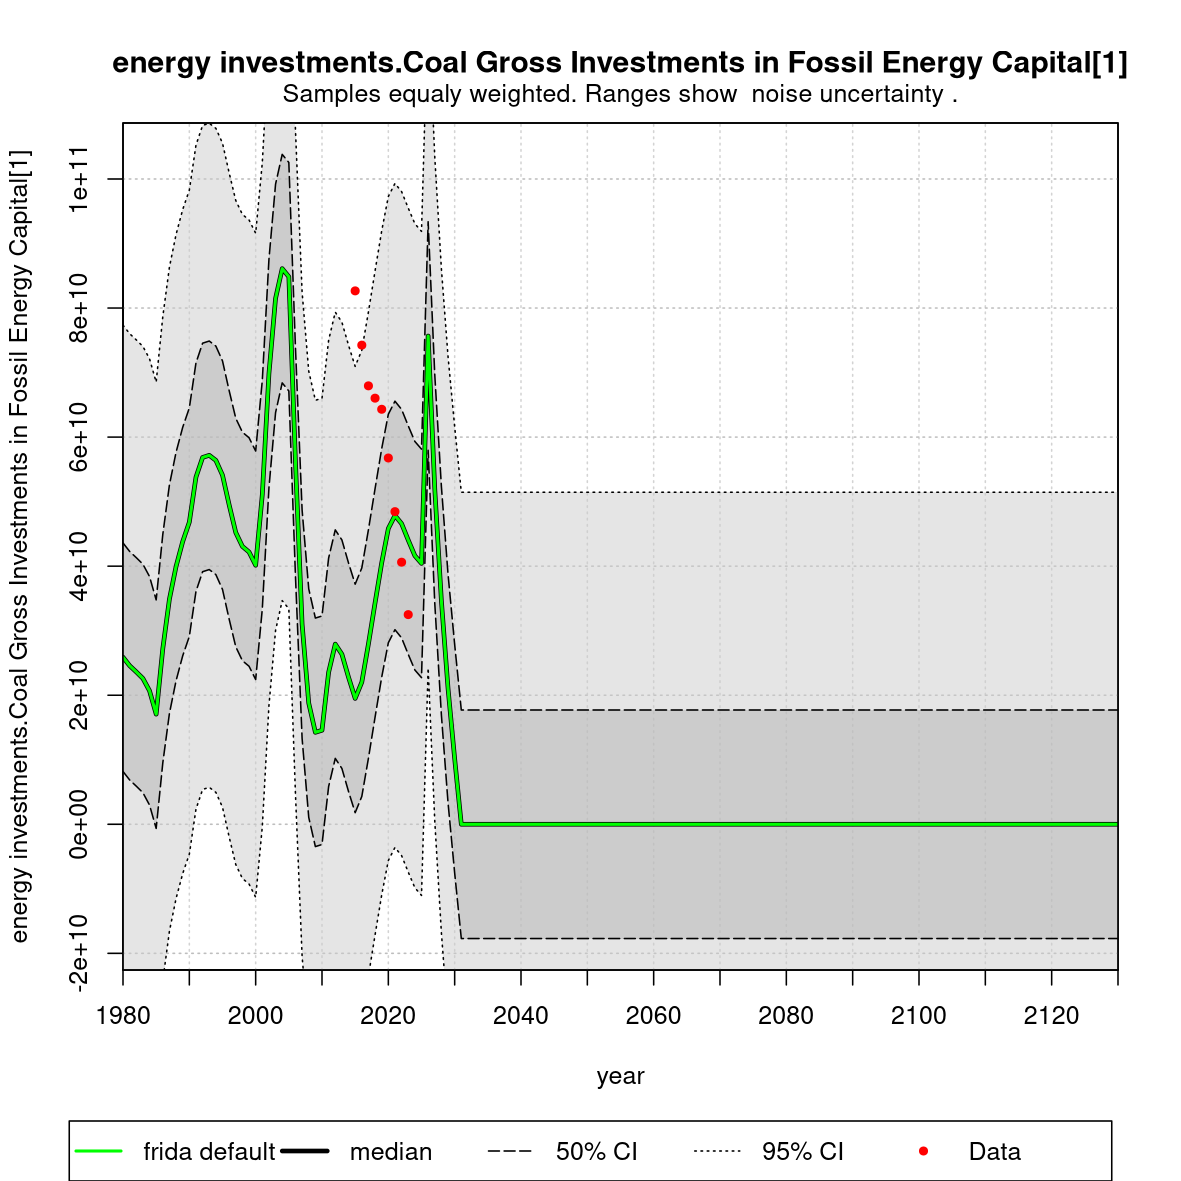 energy investments.Coal Gross Investments in Fossil Energy Capital[1]
Samples equaly weighted. Ranges show  noise uncertainty .
energy investments.Coal Gross Investments in Fossil Energy Capital[1]
1e+11
8e+10
6e+10
4e+10
2e+10
0e+00
-2e+10
1980 2000 2020 2040 2060 2080 2100 2120
year
frida default median 50% CI 95% CI Data